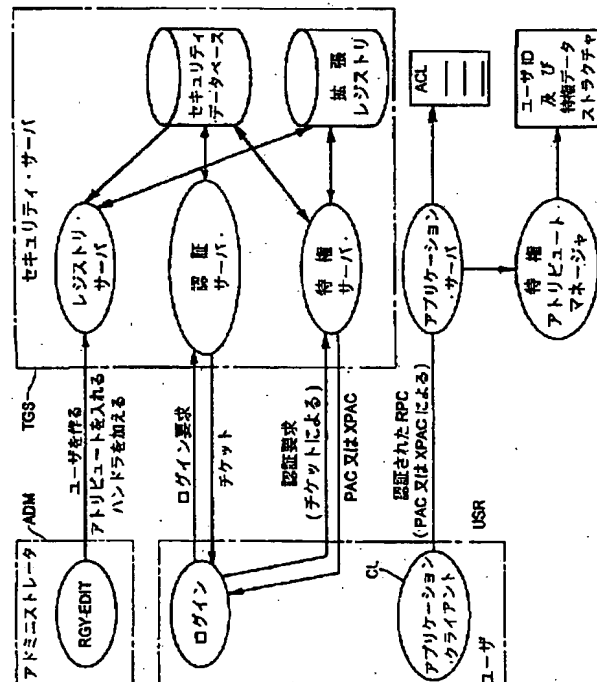 アドミニストレータ
ADM
RGY-EDIT
ユーザを作る
アトリビュートを入れる
ハンドラを加える
TGS
セキュリティ・サーバ
レジストリ・
サーバ
認証
サーバ・
特権
サーバ・
セキュリティ
データベース
拡張
レジストリ
ログイン
ログイン要求
チケット
認証要求
(チケットによる)
PAC又はXPAC
ユーザ
CL
アプリケーション
・クライアント
認証されたRPC
(・PAC又はXPACによる)
USR
アプリケーション
・サーバ
ACL
特権
アトリビュート
マネージャ
ユーザID
及び
特権データ
ストラクチャ